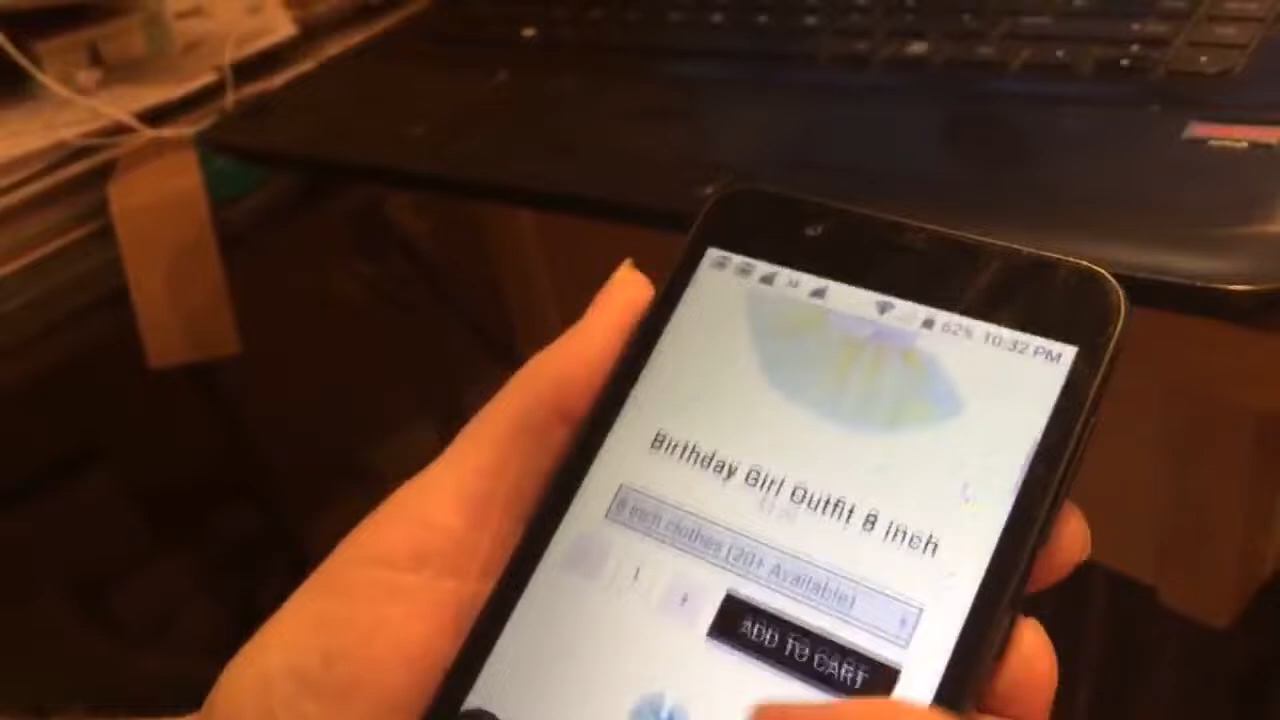 62% 10:32 PM
Birthday Girl Outfit 8 inch
8 inch clothes (20+ Available)
1
ADD TO CART